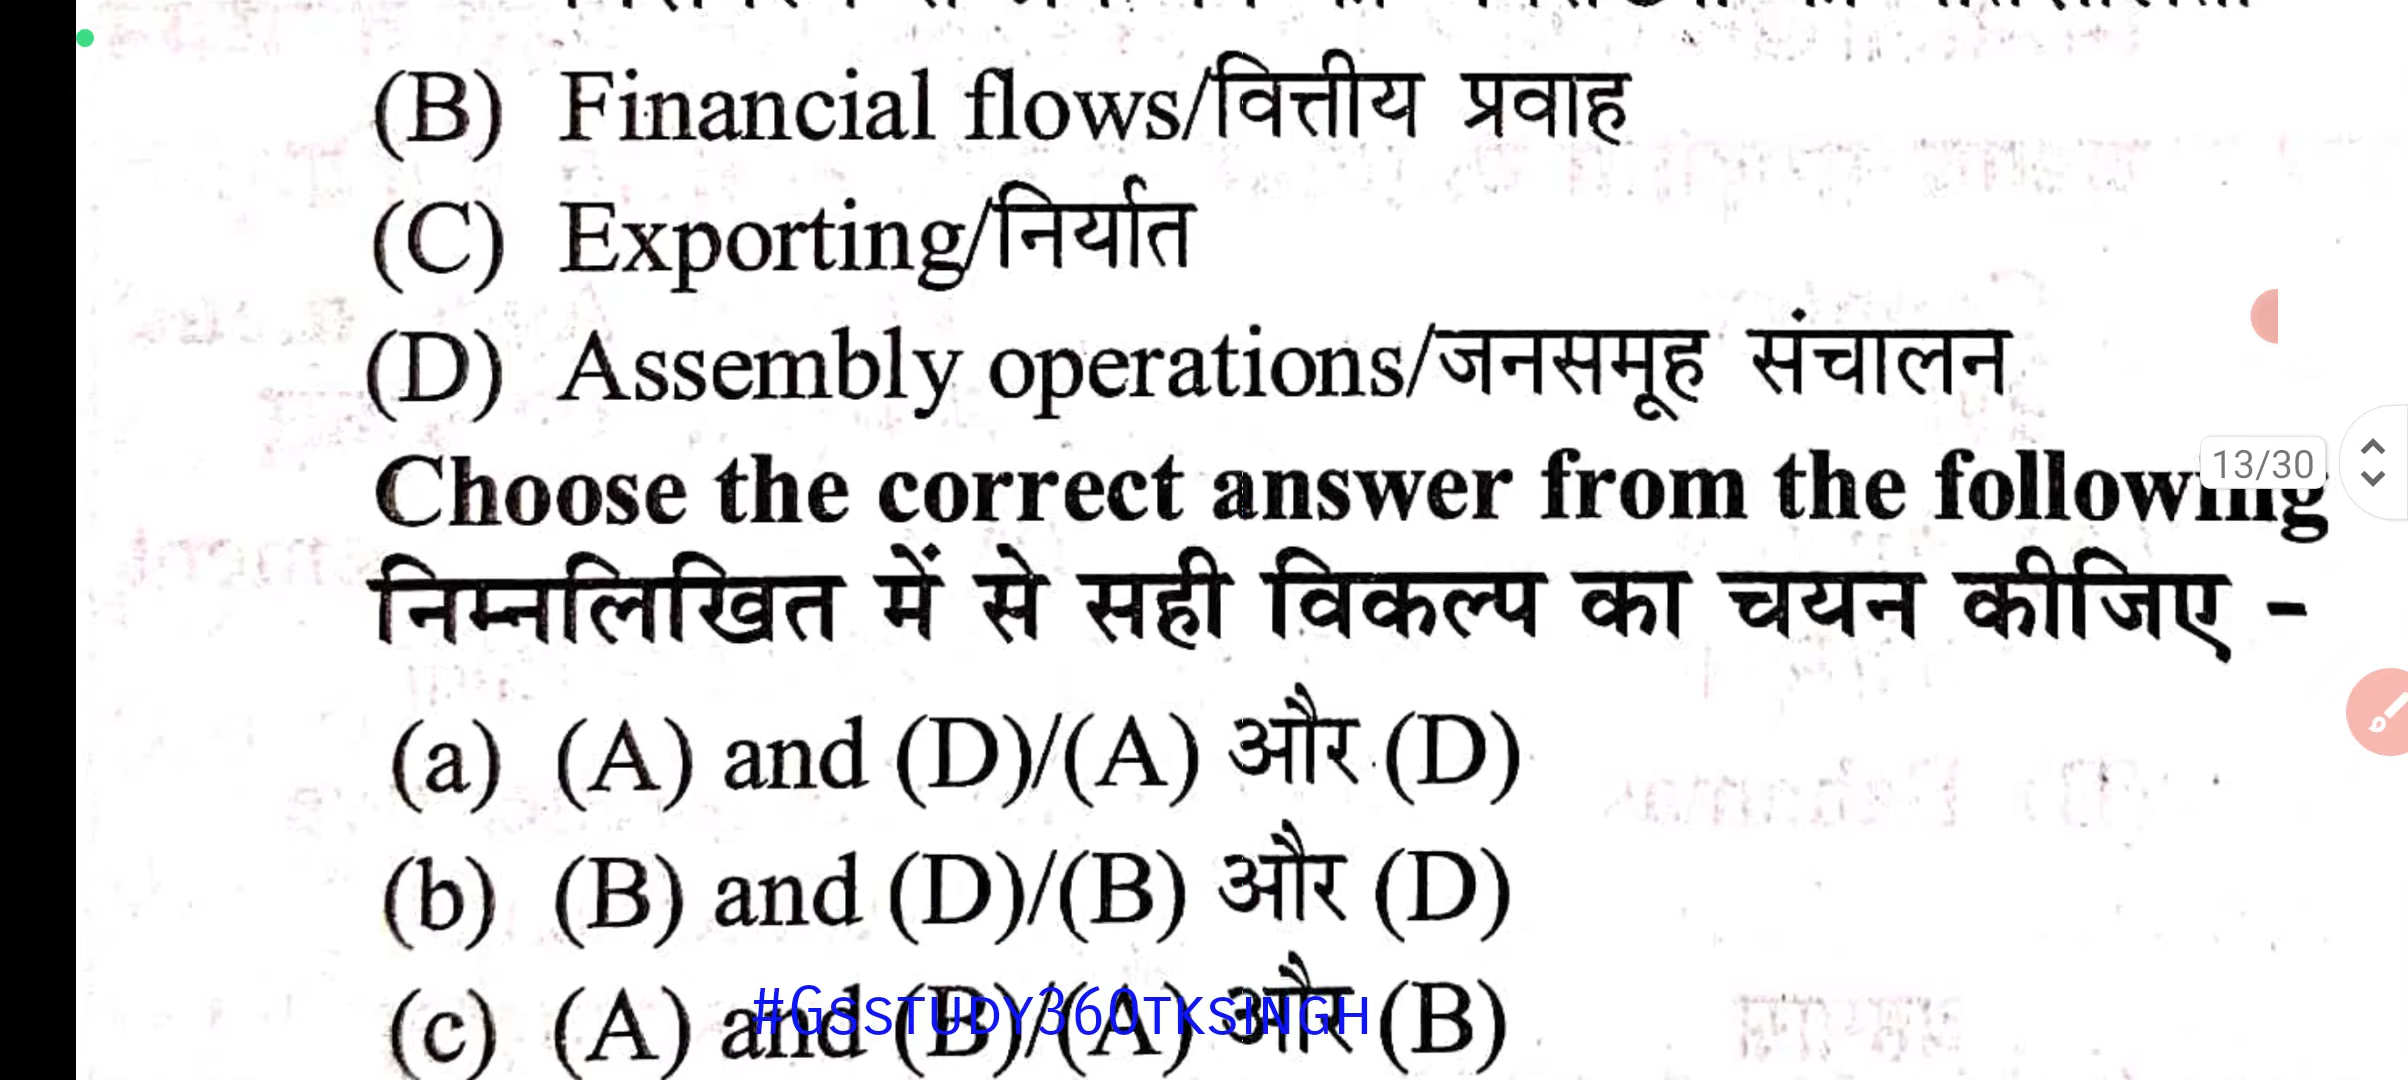 (B) Financial flows/वित्तीय प्रवाह
(C) Exporting/निर्यात
(D) Assembly operations/जनसमूह संचालन
Choose the correct answer from the following
13/30
निम्नलिखित में से सही विकल्प का चयन कीजिए -
(a) (A) and (D)/(A) और (D)
(b) (B) and (D)/(B) और (D)
(c) (A) and (B)/(A) और (B)
#GSSTUDY360TKSINGH